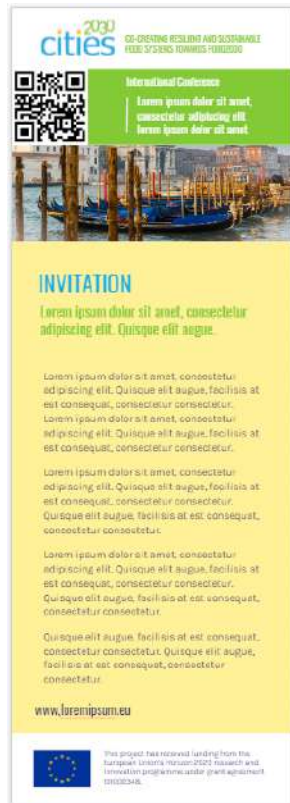 cities2030
CO-CREATING RESILIENT AND SUSTAINABLE
FOOD SYSTEMS TOWARDS FOOD2030
International Conference
Lorem ipsum dolor sit amet,
consectetur adipiscing elit
lorem ipsum dolor sit amet
INVITATION
Lorem ipsum dolor sit amet, consectetur
adipiscing elit. Quisque elit augue.
Lorem ipsum dolor sit amet, consectetur
adipiscing elit. Quisque elit augue, facilisis at
est consequat, consectetur consectetur.
Lorem ipsum dolor sit amet, consectetur
adipiscing elit. Quisque elit augue, facilisis at
est consequat, consectetur consectetur.
Lorem ipsum dolor sit amet, consectetur
adipiscing elit. Quisque elit augue, facilisis at
est consequat, consectetur consectetur.
Quisque elit augue, facilisis at est consequat,
consectetur consectetur.
Lorem ipsum dolor sit amet, consectetur
adipiscing elit. Quisque elit augue, facilisis at
est consequat, consectetur consectetur.
Quisque elit augue, facilisis at est consequat,
consectetur consectetur.
Quisque elit augue, facilisis at est consequat,
consectetur consectetur. Quisque elit augue,
facilisis at est consequat, consectetur
consectetur.
www.loremipsum.eu
This project has received funding from the
European Union's Horizon 2020 research and
innovation programme under grant agreement